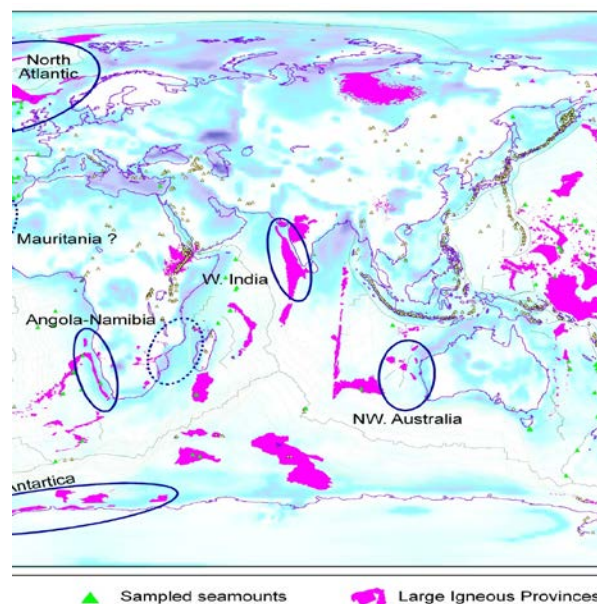 North
Atlantic
Mauritania ?
W. India
Angola-Namibia
NW. Australia
Antartica
Sampled seamounts
Large Igneous Provinces